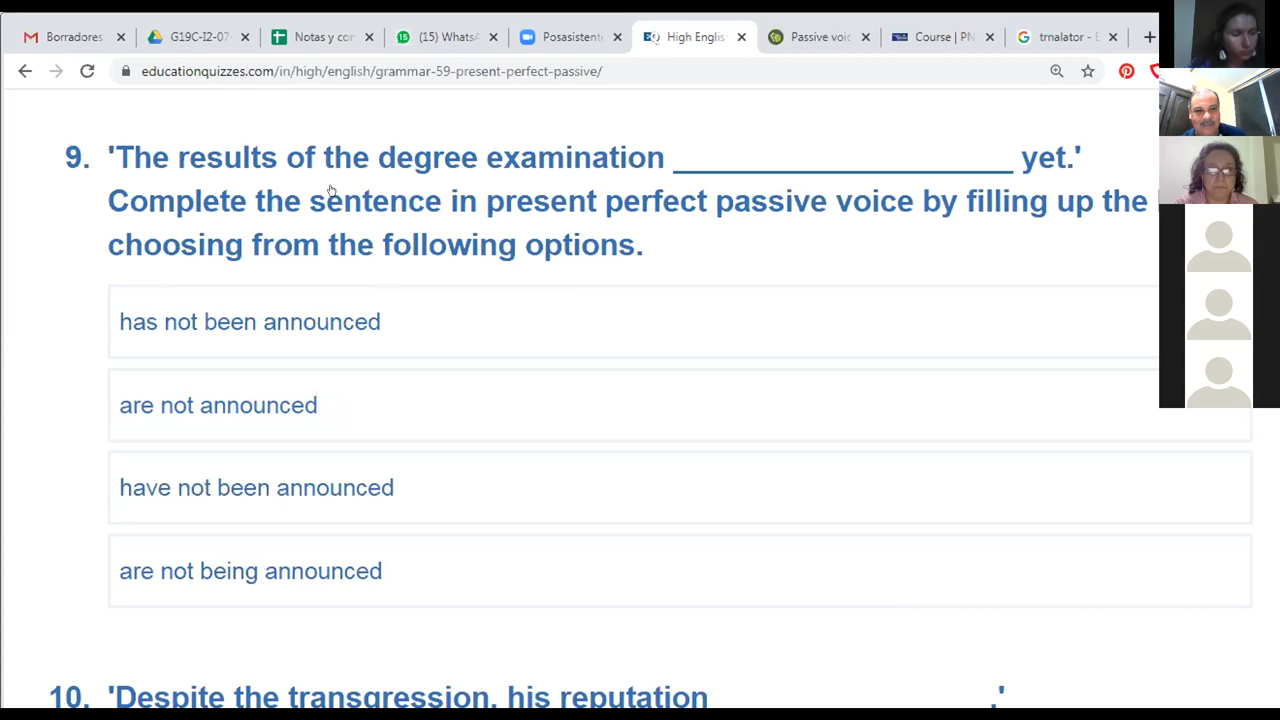 Borradores
G19C-I2-07
Notas y cor
(15) WhatsA
Posasistente
High Englis
Passive voic
Course | PN
trnalator - E
educationquizzes.com/in/high/english/grammar-59-present-perfect-passive/
9. 'The results of the degree examination ____________________ yet.'
Complete the sentence in present perfect passive voice by filling up the
choosing from the following options.
has not been announced
are not announced
have not been announced
are not being announced
10. 'Despite the transgression, his reputation ____________________.'